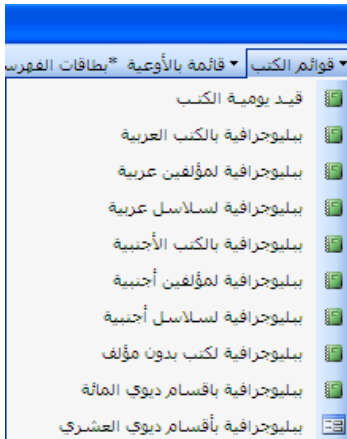 قوائم الكتب قائمة بالأوعية *بطاقات الفهرس
قيد يومية الكتب
ببليوجرافية بالكتب العربية
ببليوجرافية لمؤلفين عربية
ببليوجرافية لسلاسل عربية
ببليوجرافية بالكتب الأجنبية
ببليوجرافية لمؤلفين أجنبية
ببليوجرافية لسلاسل أجنبية
ببليوجرافية لكتب بدون مؤلف
ببليوجرافية باقسام ديوي المائة
ببليوجرافية بأقسام ديوي العشري